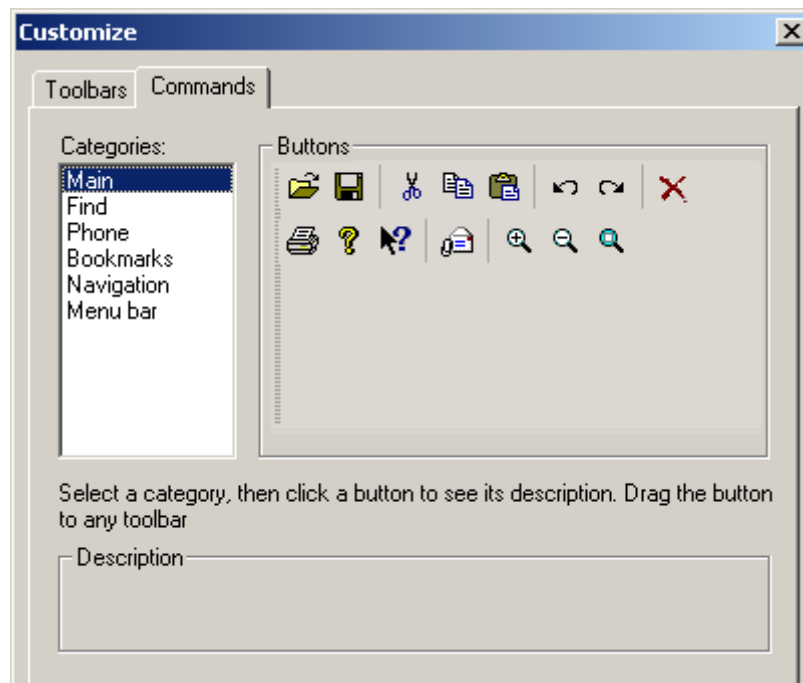 Customize
Toolbars Commands
Categories:
Buttons
Main
Find
Phone
Bookmarks
Navigation
Menu bar
Select a category, then click a button to see its description. Drag the button
to any toolbar
Description